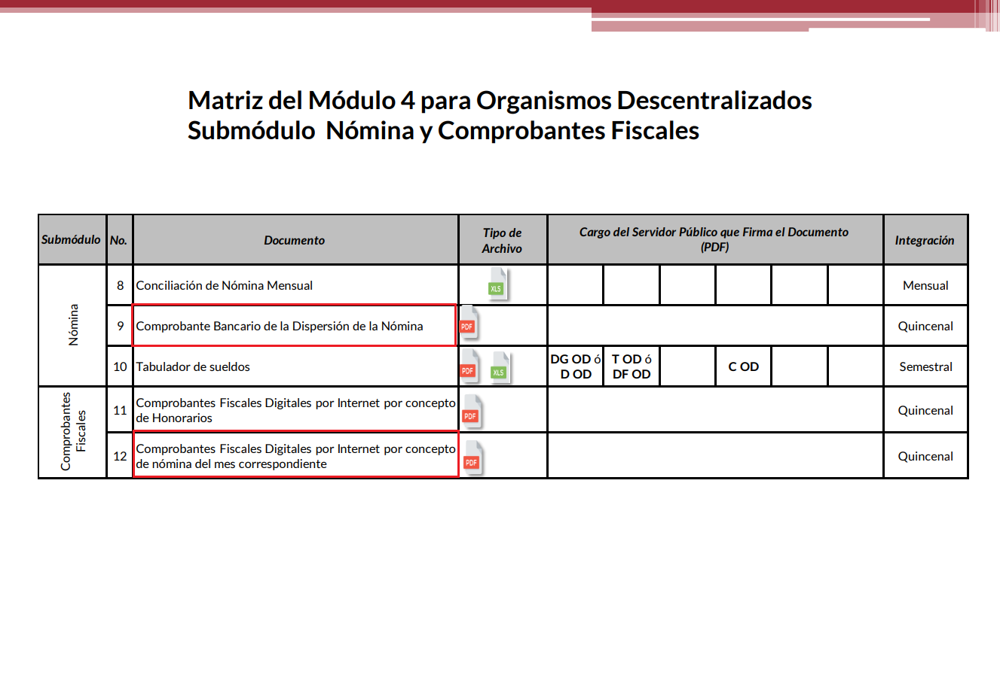 Matriz del Módulo 4 para Organismos Descentralizados
Submódulo Nómina y Comprobantes Fiscales
Submódulo No. Documento Tipo de Archivo Cargo del Servidor Público que Firma el Documento (PDF) Integración
Nómina
8 Conciliación de Nómina Mensual XLS Mensual
9 Comprobante Bancario de la Dispersión de la Nómina PDF Quincenal
10 Tabulador de sueldos PDF XLS DG OD ó D OD T OD ó DF OD C OD Semestral
Comprobantes Fiscales
11 Comprobantes Fiscales Digitales por Internet por concepto
de Honorarios PDF Quincenal
12 Comprobantes Fiscales Digitales por Internet por concepto
de nómina del mes correspondiente PDF Quincenal